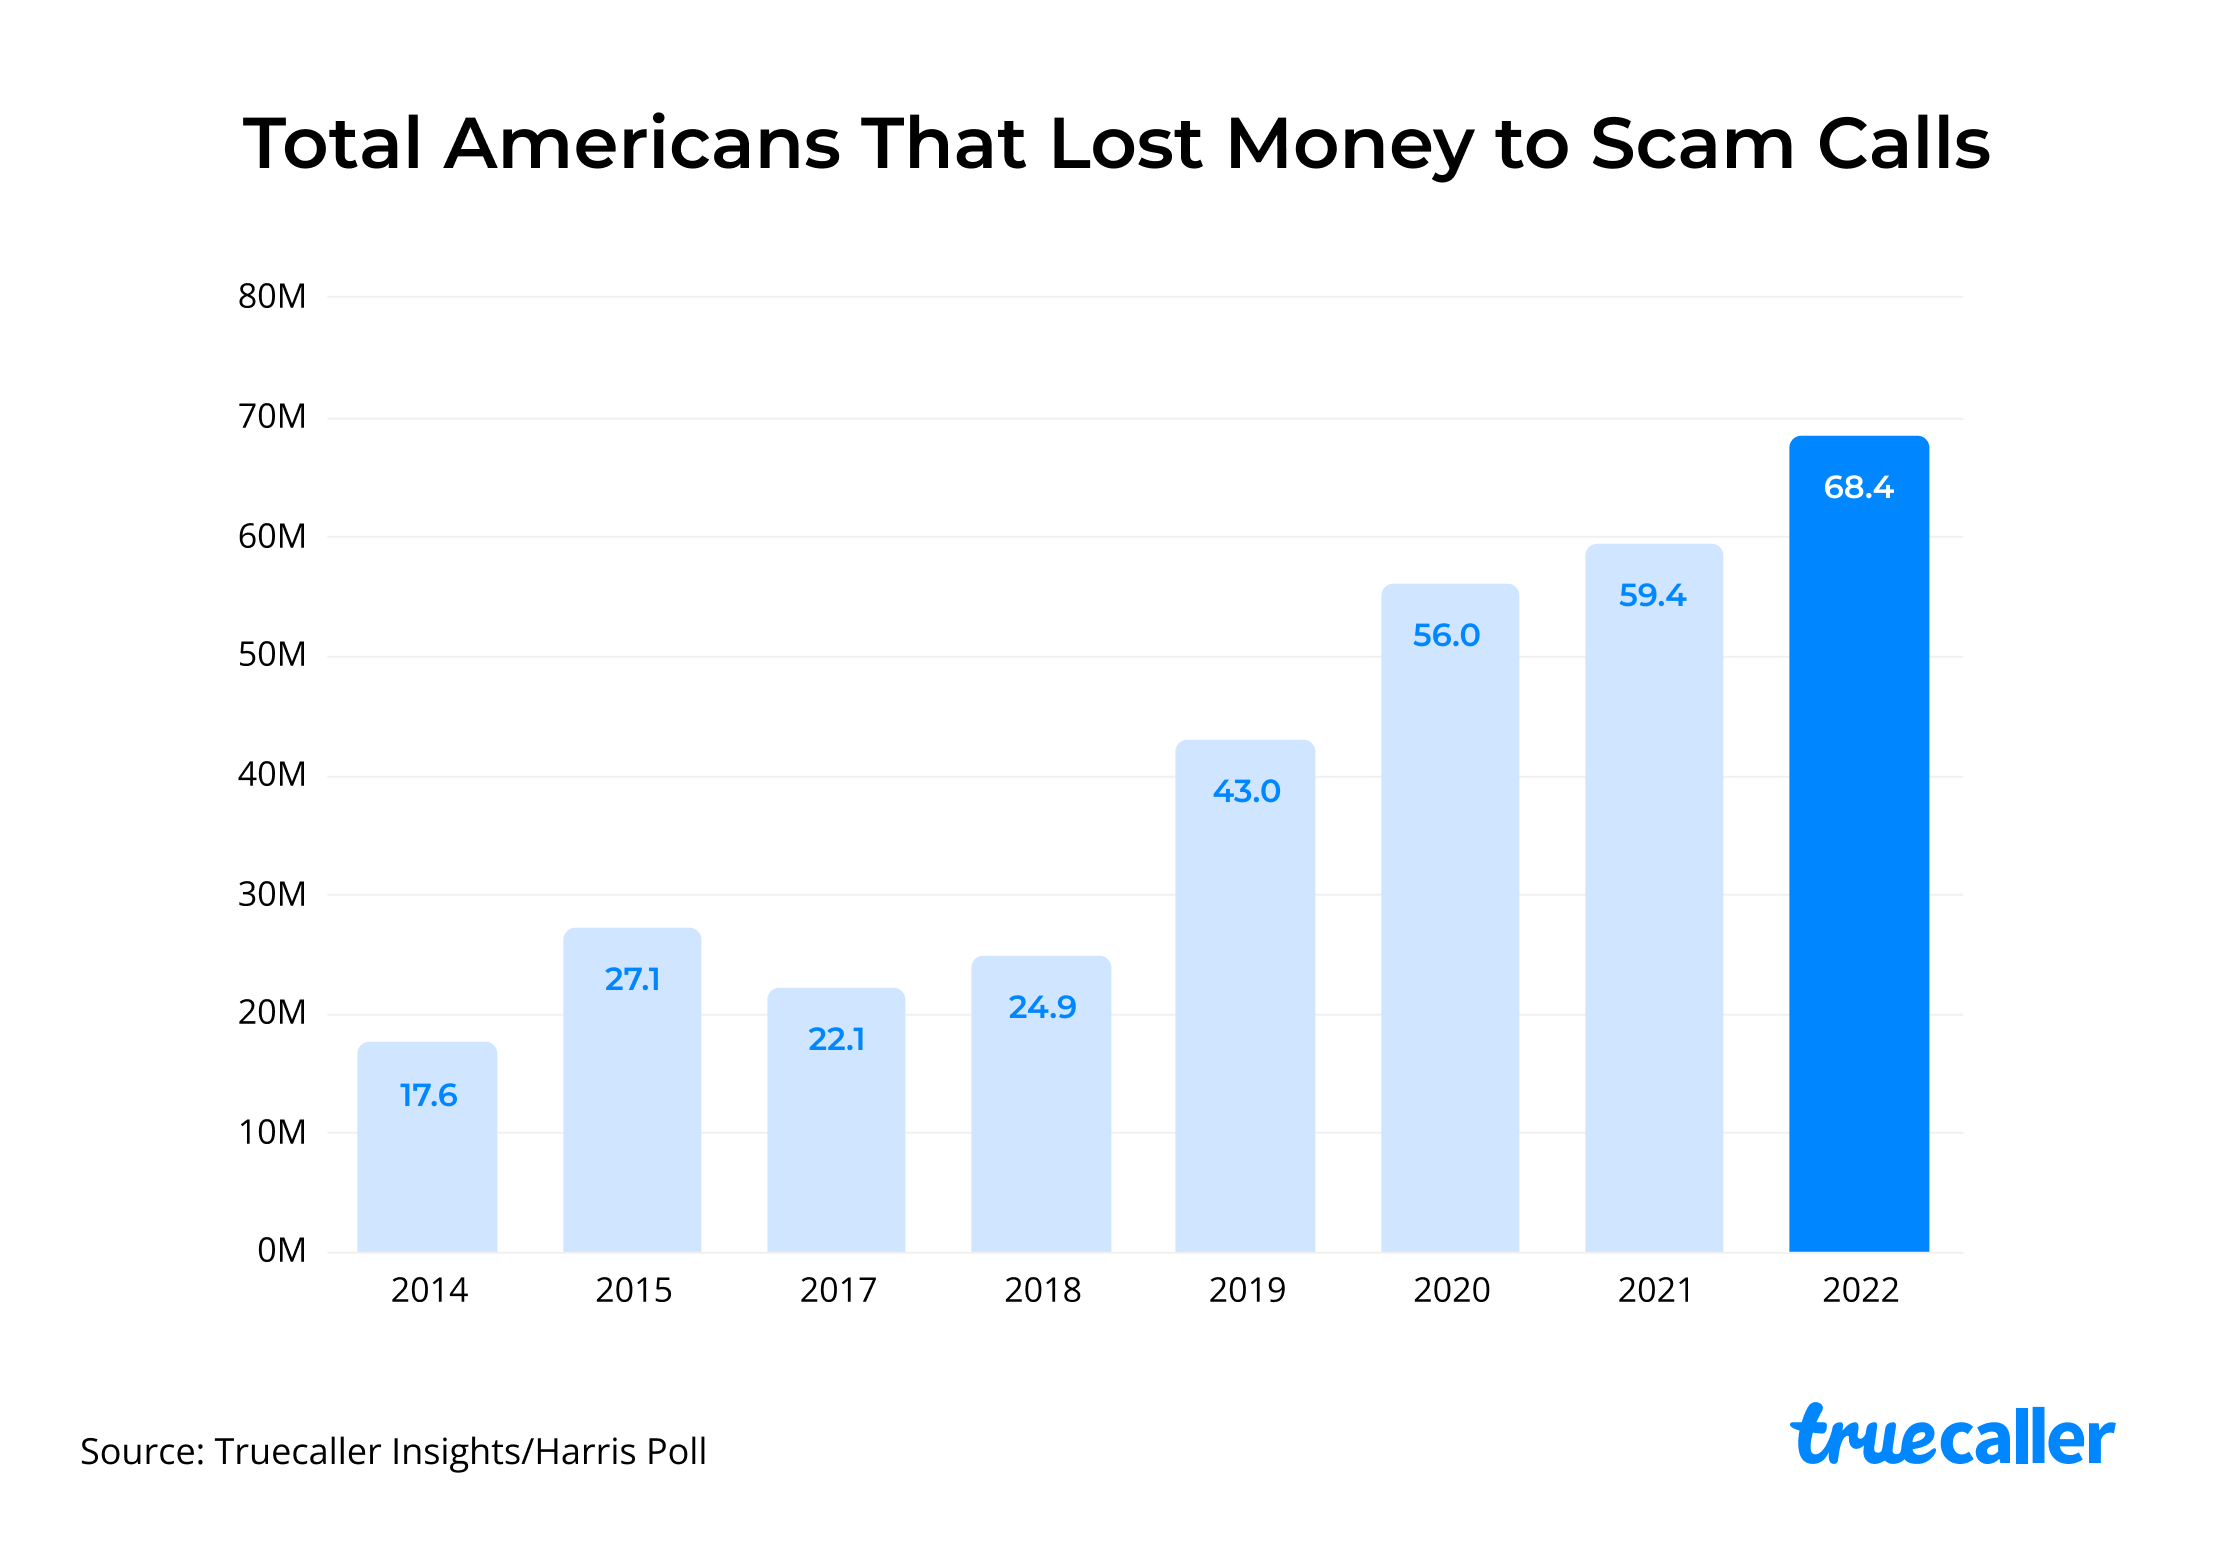 Total Americans That Lost Money to Scam Calls
80M
70M
60M
50M
40M
30M
20M
10M
0M
17.6
27.1
22.1
24.9
43.0
56.0
59.4
68.4
2014
2015
2017
2018
2019
2020
2021
2022
Source: Truecaller Insights/Harris Poll
truecaller